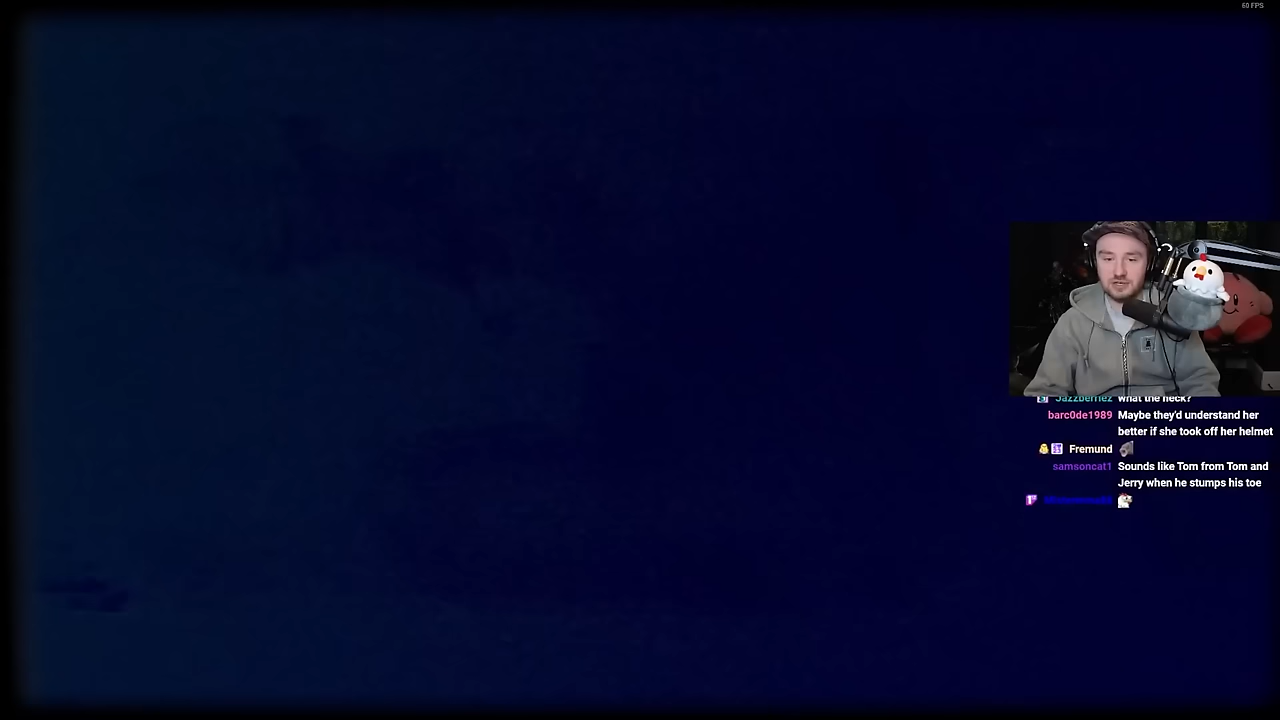 60 FPS
Jazzberriez what the heck?
barc0de1989 Maybe they'd understand her
better if she took off her helmet
Fremund
samsoncat1 Sounds like Tom from Tom and
Jerry when he stumps his toe